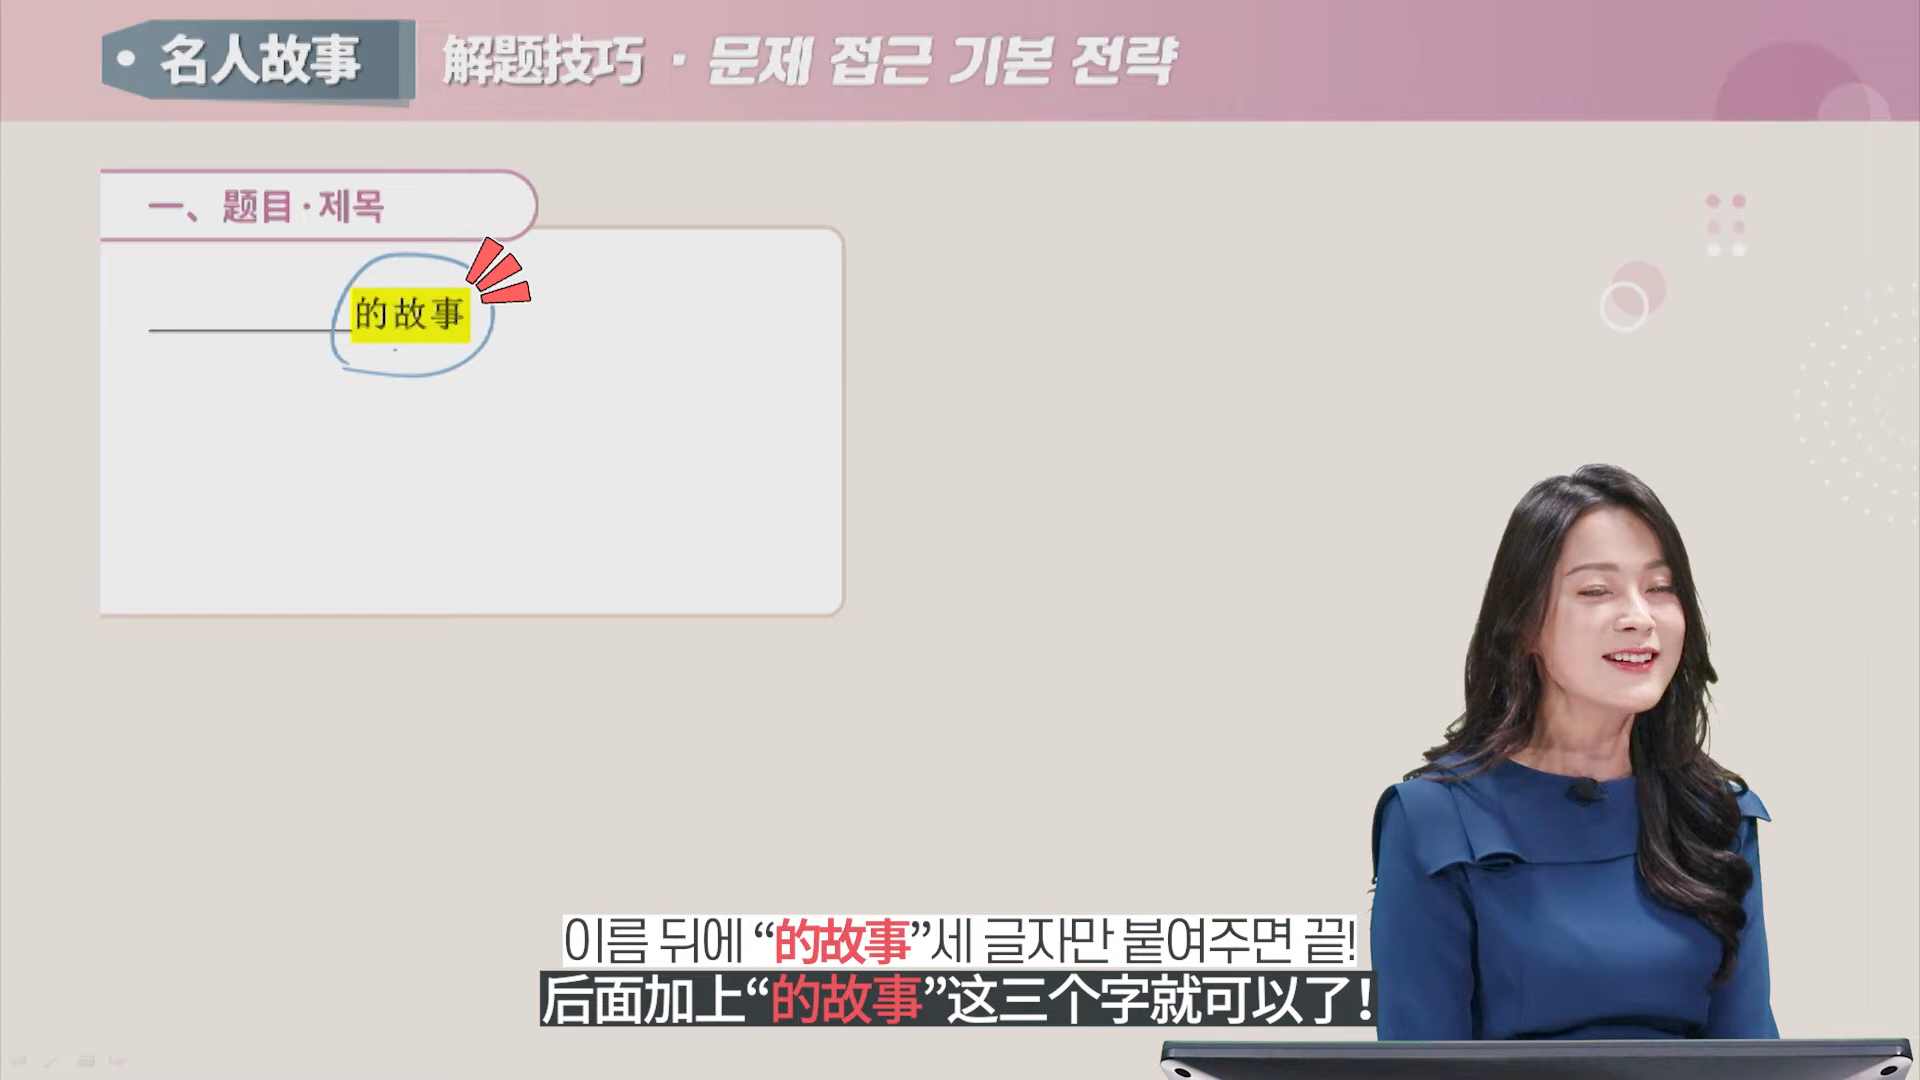 名人故事
解题技巧 · 문제 접근 기본 전략
一、题目·제목
的故事
이름 뒤에 “的故事”세 글자만 붙여주면 끝!
后面加上“的故事”这三个字就可以了！